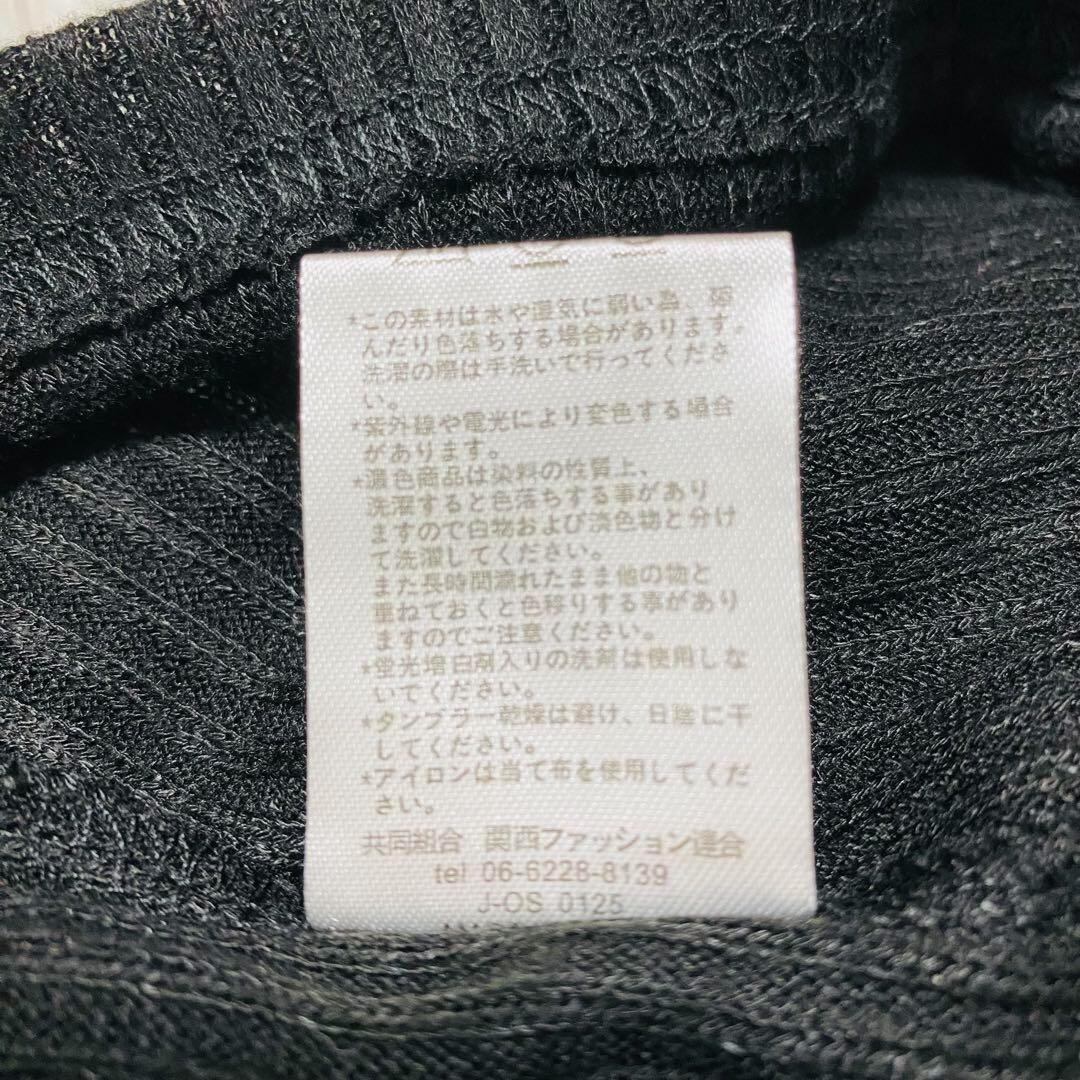 *この素材は水や湿気に弱い為、縮
んだり色落ちする場合があります。
洗濯の際は手洗いで行ってくださ
い。
*紫外線や電光により変色する場合
があります。
*濃色商品は染料の性質上、
洗濯すると色落ちする事があり
ますので白物および淡色物と分け
て洗濯してください。
また長時間濡れたまま他の物と
重ねておくと色移りする事があり
ますのでご注意ください。
*蛍光増白剤入りの洗剤は使用しな
いでください。
*タンブラー乾燥は避け、日陰に干
してください。
*アイロンは当て布を使用してくだ
さい。
共同組合 関西ファッション連合
tel 06-6228-8139
J-OS 0125